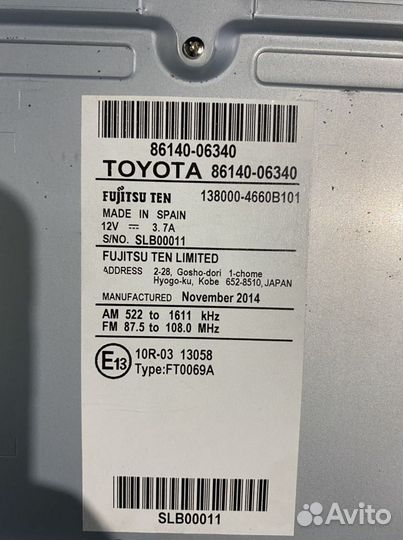 86140-06340
TOYOTA 86140-06340
FUJITSU TEN 138000-4660B101
MADE IN SPAIN
12V ⎓ 3.7A
S/NO. SLB00011
FUJITSU TEN LIMITED
ADDRESS 2-28, Gosho-dori 1-chome
Hyogo-ku, Kobe 652-8510, JAPAN
MANUFACTURED November 2014
AM 522 to 1611 kHz
FM 87.5 to 108.0 MHz
E13 10R-03 13058
Type:FT0069A
SLB00011
Avito